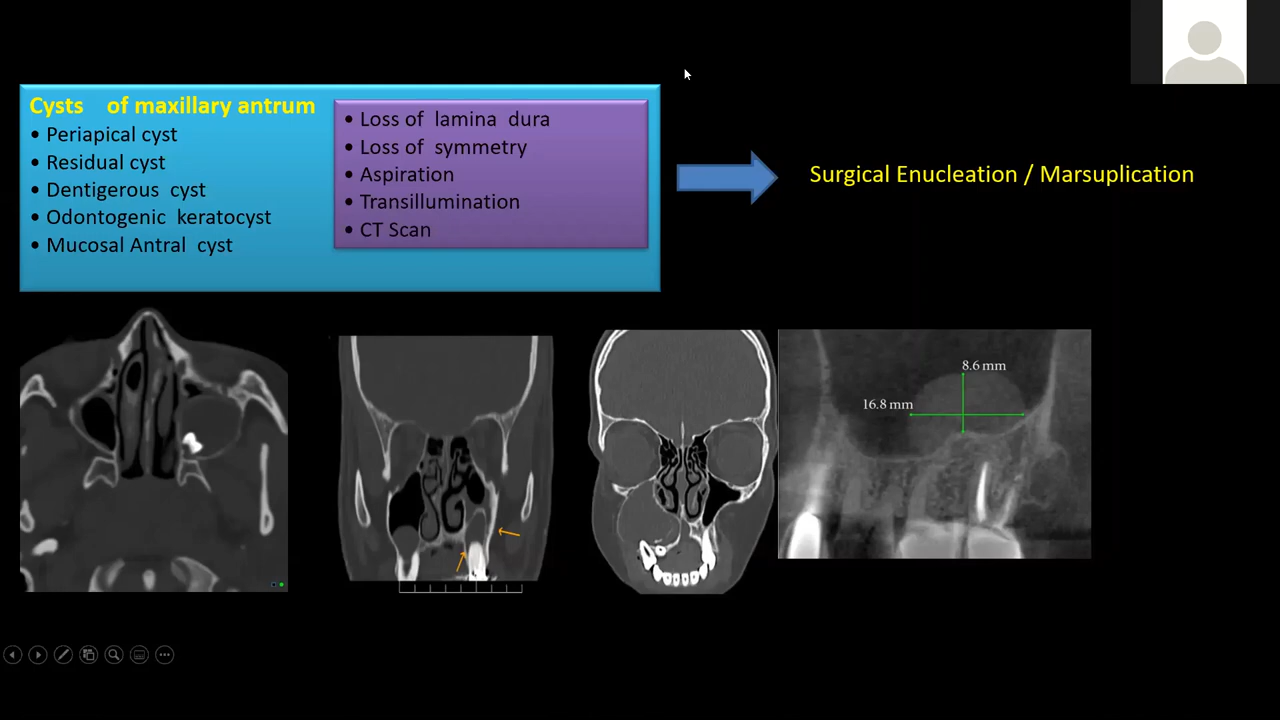 Cysts of maxillary antrum
• Periapical cyst
• Residual cyst
• Dentigerous cyst
• Odontogenic keratocyst
• Mucosal Antral cyst
• Loss of lamina dura
• Loss of symmetry
• Aspiration
• Transillumination
• CT Scan
Surgical Enucleation / Marsuplication
8.6 mm
16.8 mm